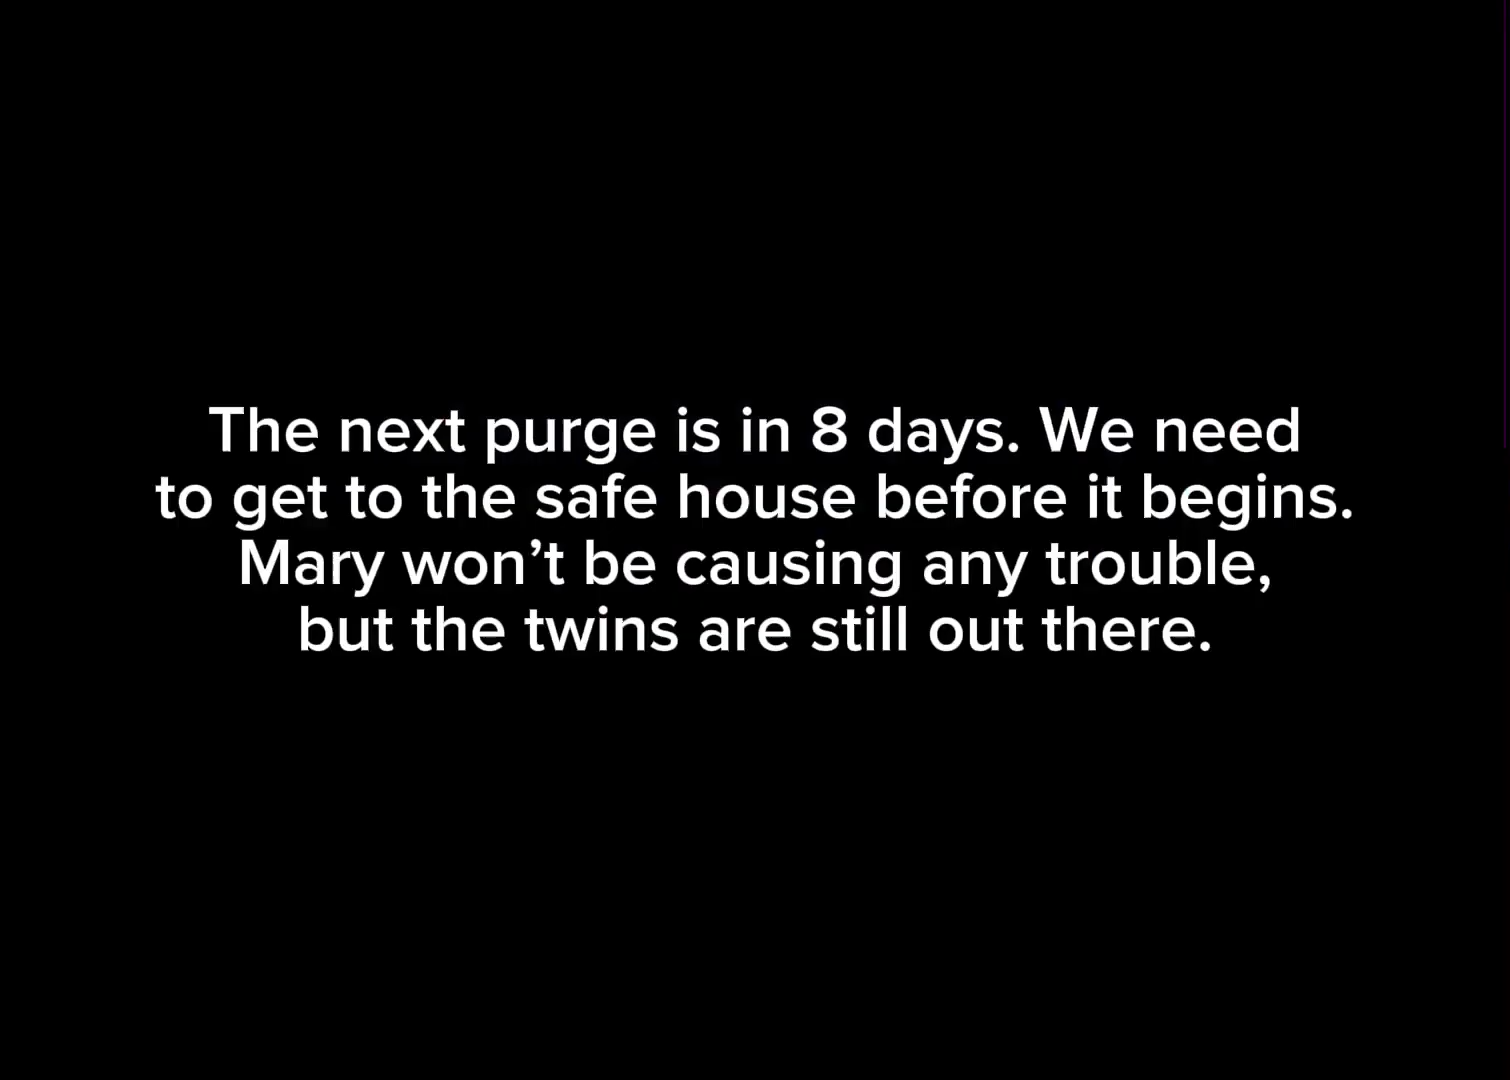 The next purge is in 8 days. We need
to get to the safe house before it begins.
Mary won’t be causing any trouble,
but the twins are still out there.